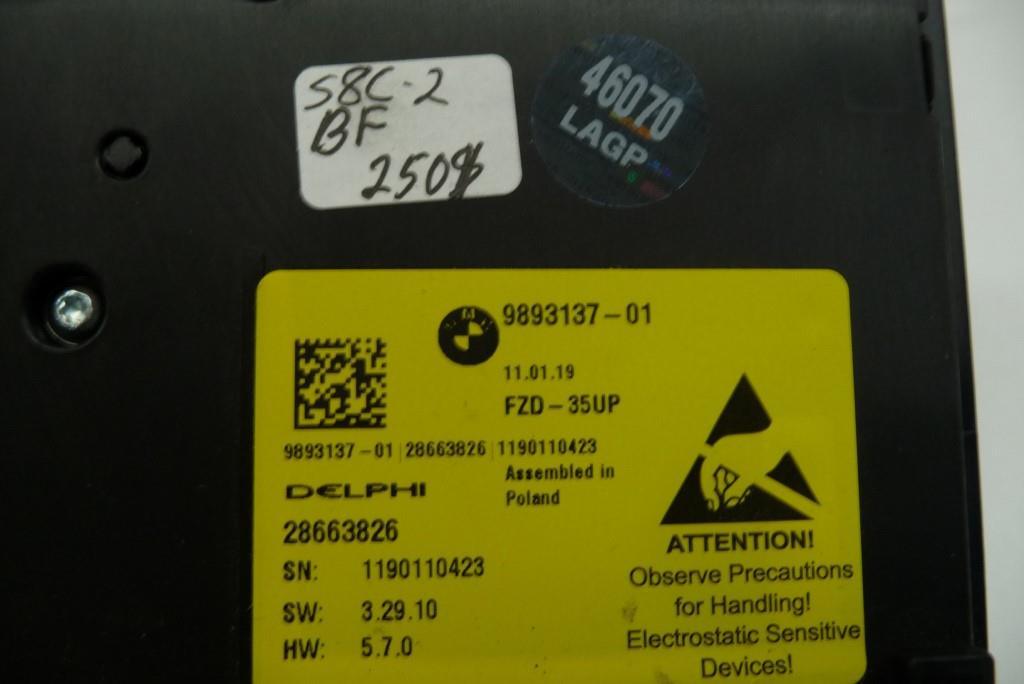 S8C-2
BF
250$
46070
LAGP
BMW
9893137-01
11.01.19
FZD-35UP
9893137-01 | 28663826 | 1190110423
Assembled in
Poland
DELPHI
28663826
SN: 1190110423
SW: 3.29.10
HW: 5.7.0
ATTENTION!
Observe Precautions
for Handling!
Electrostatic Sensitive
Devices!